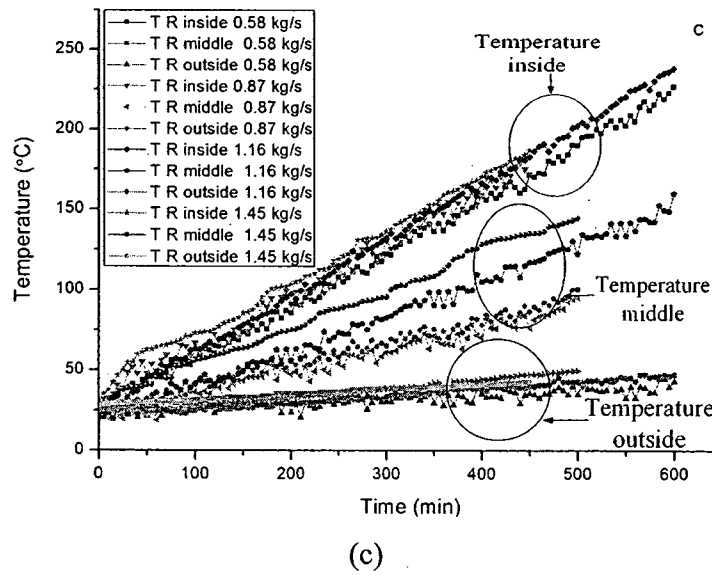 T R inside 0.58 kg/s
T R middle 0.58 kg/s
T R outside 0.58 kg/s
T R inside 0.87 kg/s
T R middle 0.87 kg/s
T R outside 0.87 kg/s
T R inside 1.16 kg/s
T R middle 1.16 kg/s
T R outside 1.16 kg/s
T R inside 1.45 kg/s
T R middle 1.45 kg/s
T R outside 1.45 kg/s
c
Temperature
inside
Temperature
middle
Temperature
outside
Temperature (°C)
250
200
150
100
50
0
0 100 200 300 400 500 600
Time (min)
(c)